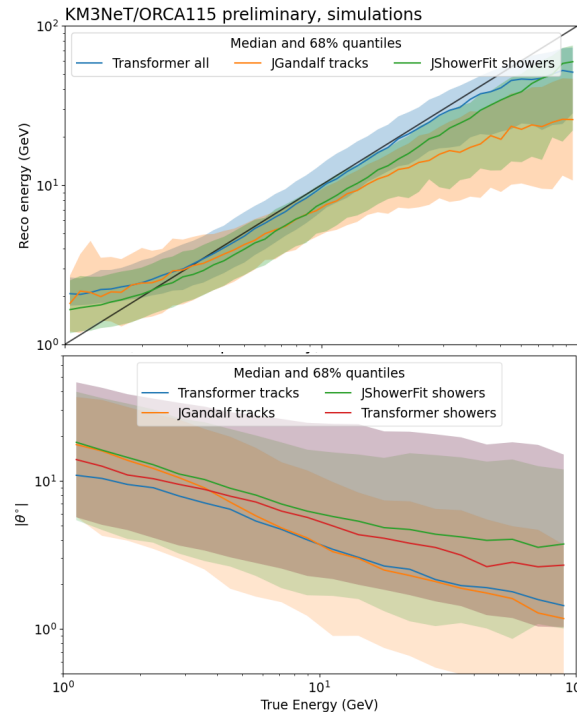 KM3NeT/ORCA115 preliminary, simulations
Median and 68% quantiles
Transformer all JGandalf tracks JShowerFit showers
Reco energy (GeV)
10²
10¹
10⁰
Median and 68% quantiles
Transformer tracks JShowerFit showers
JGandalf tracks Transformer showers
|θ°|
10¹
10⁰
10⁰ 10¹ 10
True Energy (GeV)